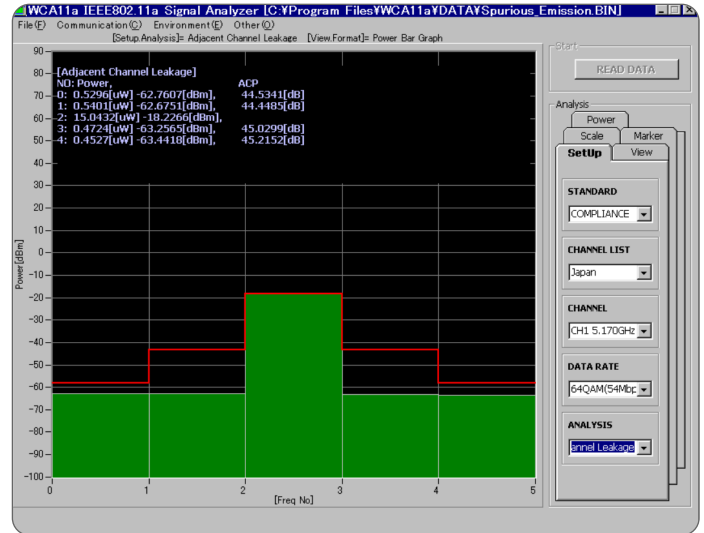 WCA11a IEEE802.11a Signal Analyzer [C:¥Program Files¥WCA11a¥DATA¥Spurious_Emission.BIN]
File(F) Communication(C) Environment(E) Other(O)
[Setup.Analysis]= Adjacent Channel Leakage [View.Format]= Power Bar Graph
[Adjacent Channel Leakage]
NO: Power, ACP
0: 0.5296[uW] -62.7607[dBm], 44.5341[dB]
1: 0.5401[uW] -62.6751[dBm], 44.4485[dB]
2: 15.0432[uW] -18.2266[dBm],
3: 0.4724[uW] -63.2565[dBm], 45.0299[dB]
4: 0.4527[uW] -63.4418[dBm], 45.2152[dB]
90
80
70
60
50
40
30
20
10
0
-10
-20
-30
-40
-50
-60
-70
-80
-90
-100
Power[dBm]
0 1 2 3 4 5
[Freq No]
Start
READ DATA
Analysis
Power
Scale Marker
SetUp View
STANDARD
COMPLIANCE
CHANNEL LIST
Japan
CHANNEL
CH1 5.170GHz
DATA RATE
64QAM(54Mbp
ANALYSIS
annel Leakage